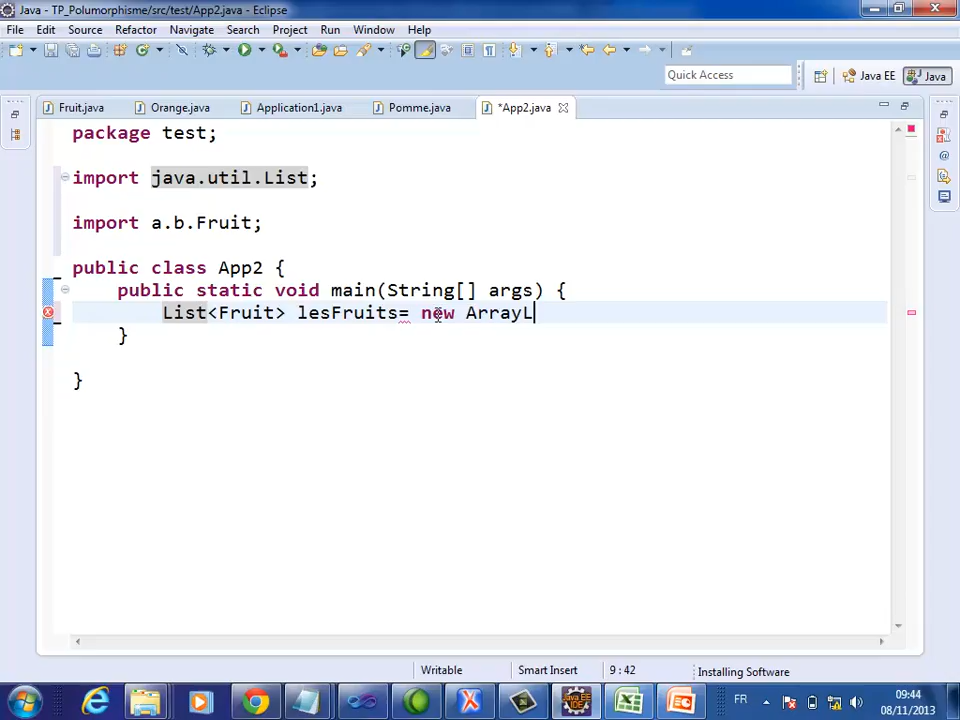 Java - TP_Polumorphisme/src/test/App2.java - Eclipse
File Edit Source Refactor Navigate Search Project Run Window Help
Quick Access
Java EE
Java
Fruit.java Orange.java Application1.java Pomme.java *App2.java
package test;
import java.util.List;
import a.b.Fruit;
public class App2 {
public static void main(String[] args) {
List<Fruit> lesFruits= new ArrayL
}
}
Writable Smart Insert 9 : 42 Installing Software
FR
09:44
08/11/2013